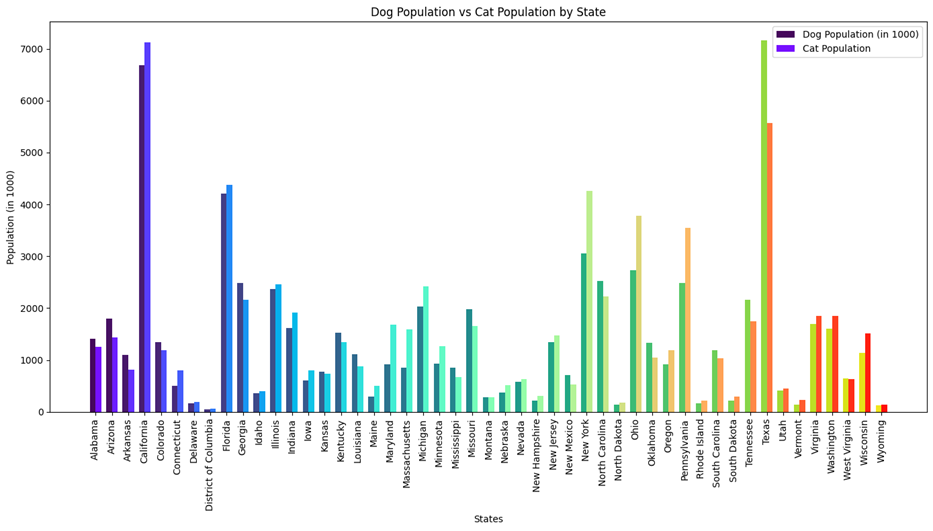 Dog Population vs Cat Population by State
Dog Population (in 1000)
Cat Population
Population (in 1000)
7000
6000
5000
4000
3000
2000
1000
0
Alabama
Arizona
Arkansas
California
Colorado
Connecticut
Delaware
District of Columbia
Florida
Georgia
Idaho
Illinois
Indiana
Iowa
Kansas
Kentucky
Louisiana
Maine
Maryland
Massachusetts
Michigan
Minnesota
Mississippi
Missouri
Montana
Nebraska
Nevada
New Hampshire
New Jersey
New Mexico
New York
North Carolina
North Dakota
Ohio
Oklahoma
Oregon
Pennsylvania
Rhode Island
South Carolina
South Dakota
Tennessee
Texas
Utah
Vermont
Virginia
Washington
West Virginia
Wisconsin
Wyoming
States